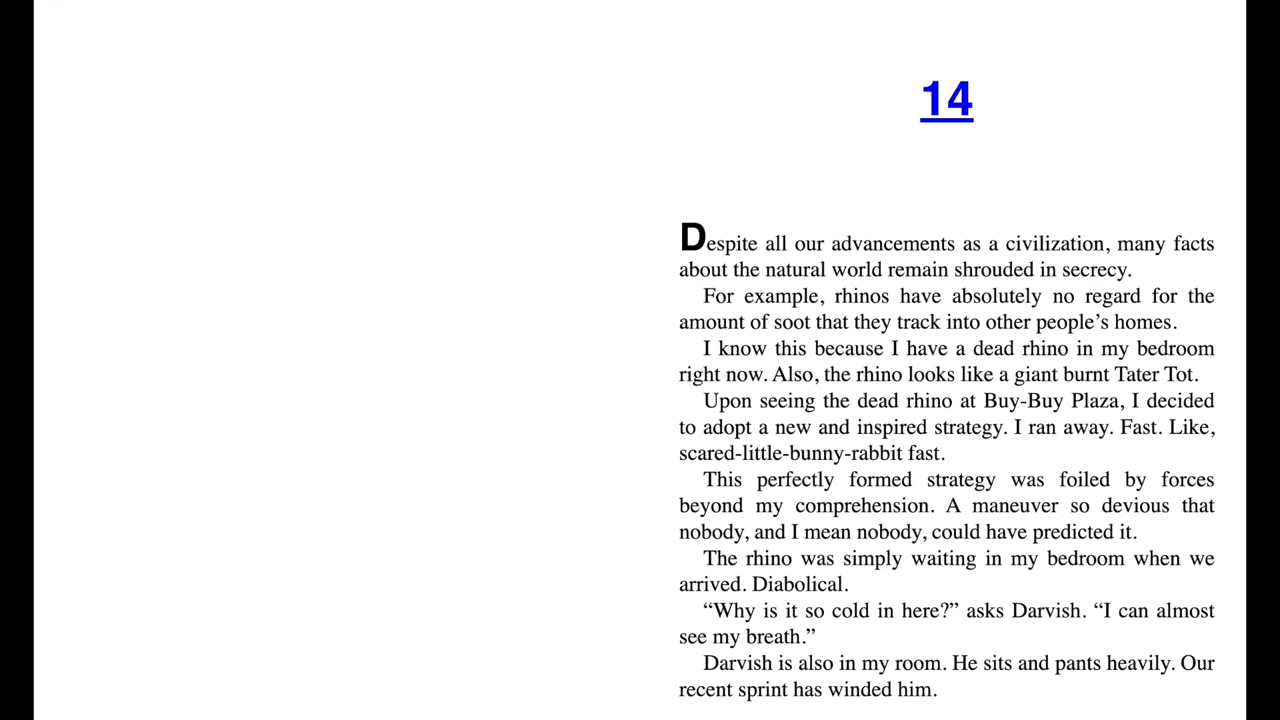 14
Despite all our advancements as a civilization, many facts
about the natural world remain shrouded in secrecy.
For example, rhinos have absolutely no regard for the
amount of soot that they track into other people’s homes.
I know this because I have a dead rhino in my bedroom
right now. Also, the rhino looks like a giant burnt Tater Tot.
Upon seeing the dead rhino at Buy-Buy Plaza, I decided
to adopt a new and inspired strategy. I ran away. Fast. Like,
scared-little-bunny-rabbit fast.
This perfectly formed strategy was foiled by forces
beyond my comprehension. A maneuver so devious that
nobody, and I mean nobody, could have predicted it.
The rhino was simply waiting in my bedroom when we
arrived. Diabolical.
“Why is it so cold in here?” asks Darvish. “I can almost
see my breath.”
Darvish is also in my room. He sits and pants heavily. Our
recent sprint has winded him.